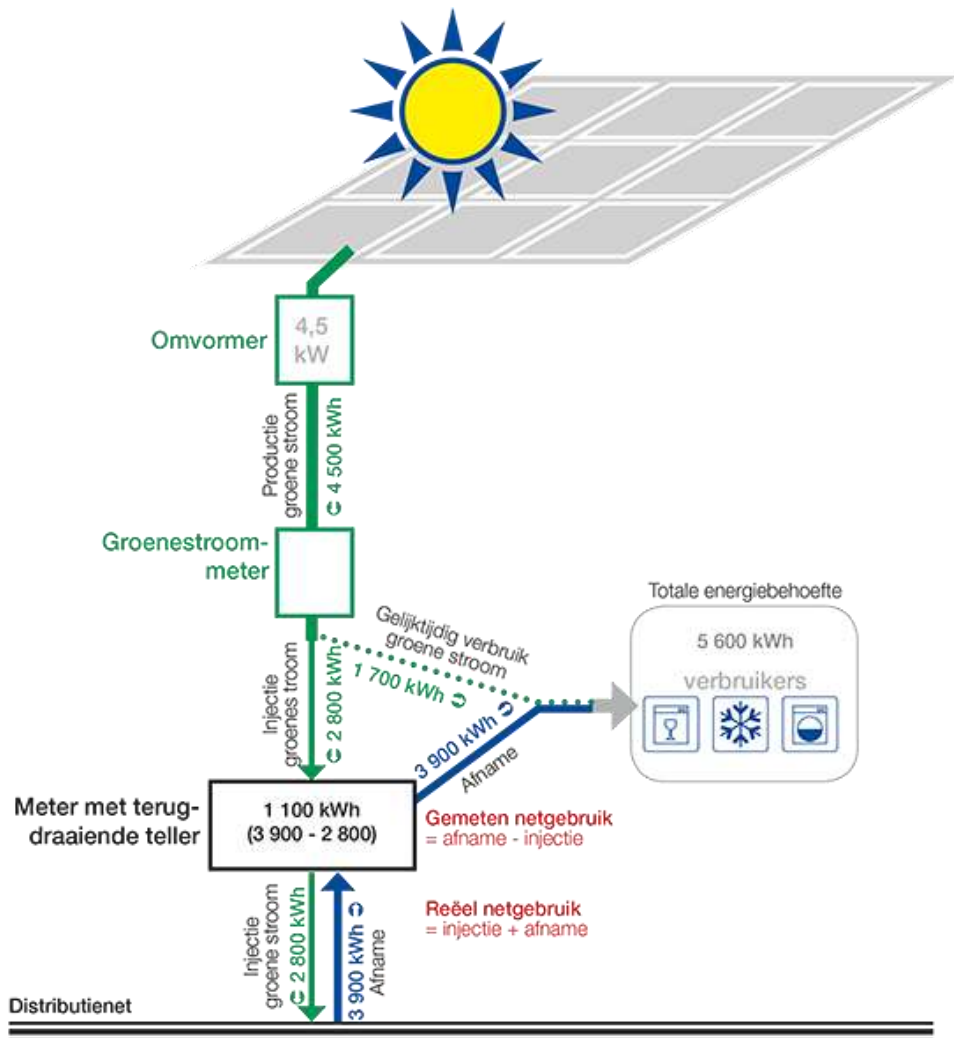 4,5
kW
Omvormer
Productie
groene stroom
4 500 kWh
Groenestroom-
meter
Totale energiebehoefte
5 600 kWh
verbruikers
Gelijktijdig verbruik
groene stroom
1 700 kWh
Injectie
groenes troom
2 800 kWh
3 900 kWh
Afname
Meter met terug-
draaiende teller
1 100 kWh
(3 900 - 2 800)
Gemeten netgebruik
= afname - injectie
Reëel netgebruik
= injectie + afname
Injectie
groene stroom
2 800 kWh
3 900 kWh
Afname
Distributienet